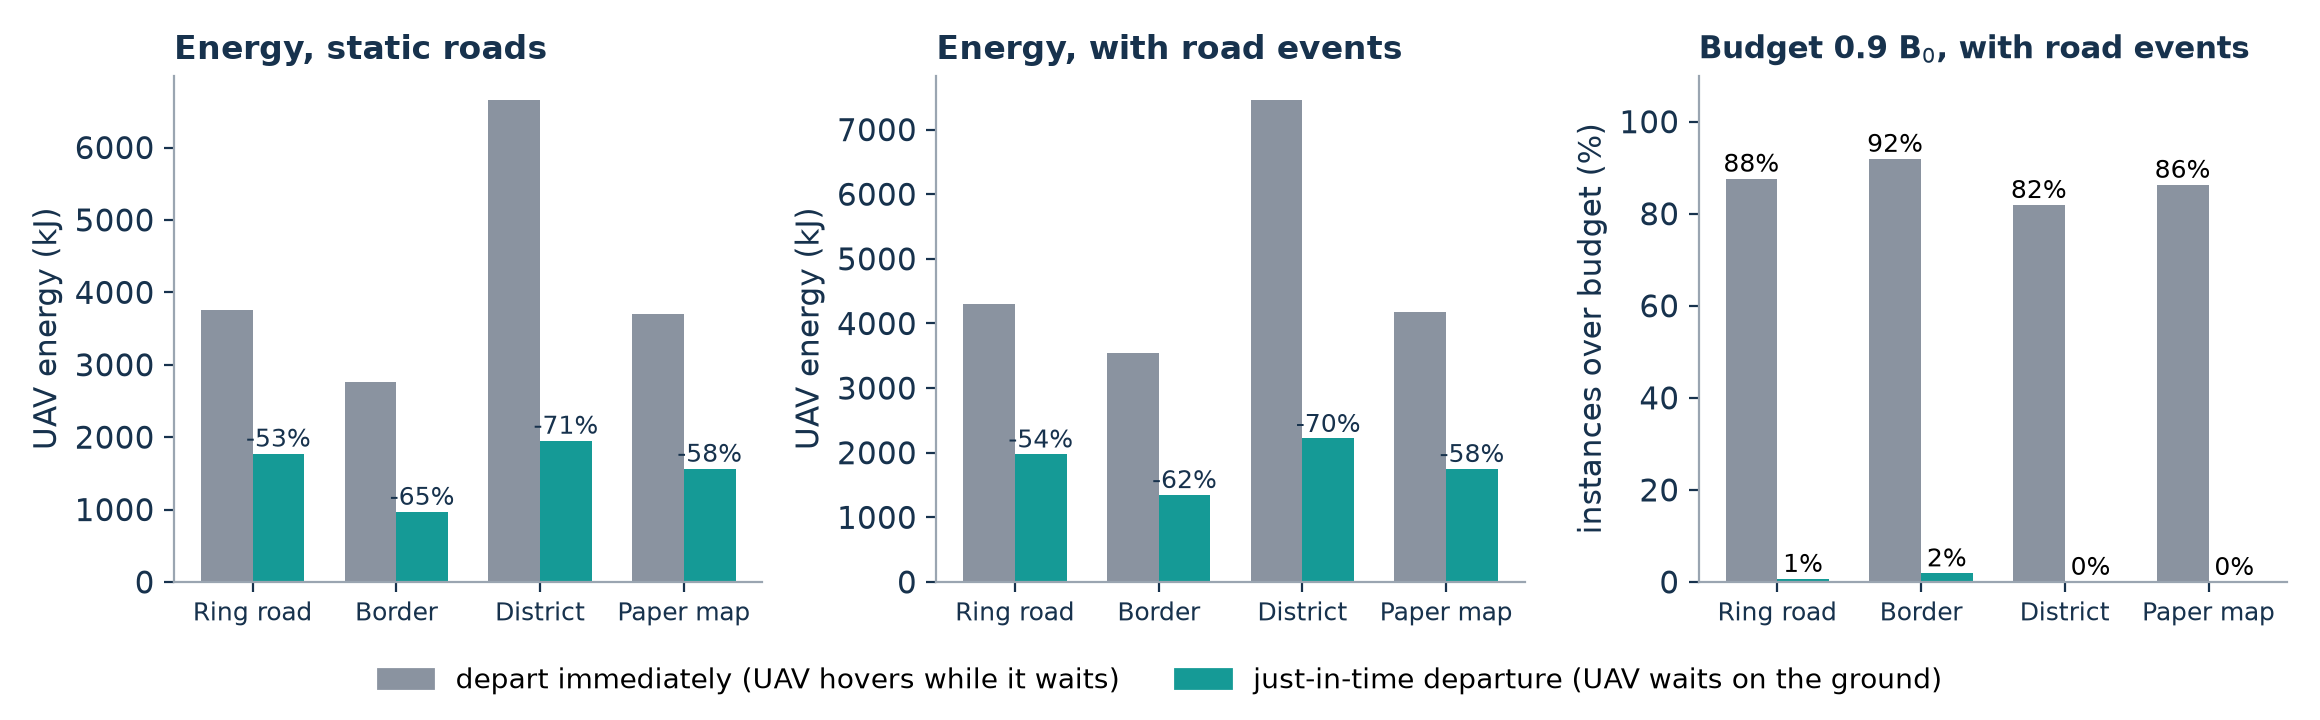 Energy, static roads
UAV energy (kJ)
6000
5000
4000
3000
2000
1000
0
-53%
-65%
-71%
-58%
Ring road
Border
District
Paper map
Energy, with road events
UAV energy (kJ)
7000
6000
5000
4000
3000
2000
1000
0
-54%
-62%
-70%
-58%
Ring road
Border
District
Paper map
Budget 0.9 B₀, with road events
instances over budget (%)
100
80
60
40
20
0
88%
1%
92%
2%
82%
0%
86%
0%
Ring road
Border
District
Paper map
depart immediately (UAV hovers while it waits)
just-in-time departure (UAV waits on the ground)